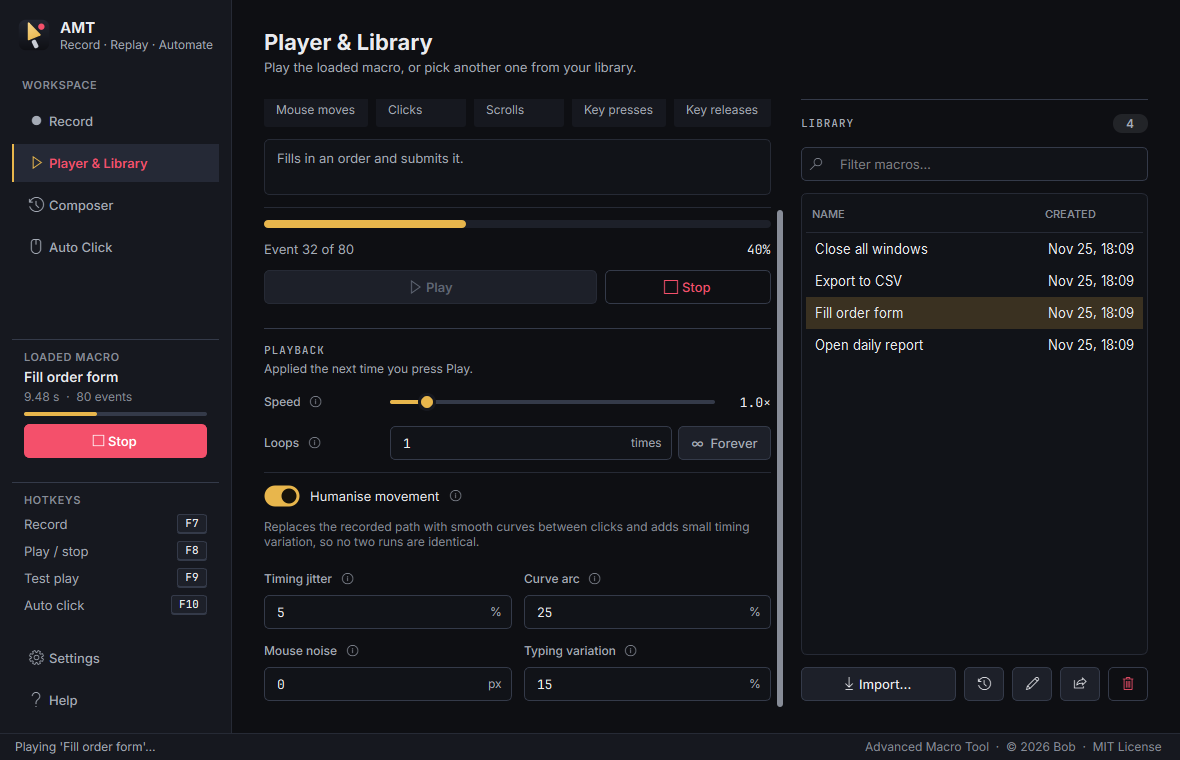 AMT
Record · Replay · Automate
WORKSPACE
Record
Player & Library
Composer
Auto Click
LOADED MACRO
Fill order form
9.48 s · 80 events
Stop
HOTKEYS
Record F7
Play / stop F8
Test play F9
Auto click F10
Settings
Help
Player & Library
Play the loaded macro, or pick another one from your library.
Mouse moves Clicks Scrolls Key presses Key releases
Fills in an order and submits it.
Event 32 of 80 40%
Play Stop
PLAYBACK
Applied the next time you press Play.
Speed 1.0×
Loops 1 times ∞ Forever
Humanise movement
Replaces the recorded path with smooth curves between clicks and adds small timing
variation, so no two runs are identical.
Timing jitter Curve arc
5 % 25 %
Mouse noise Typing variation
0 px 15 %
LIBRARY 4
Filter macros...
NAME CREATED
Close all windows Nov 25, 18:09
Export to CSV Nov 25, 18:09
Fill order form Nov 25, 18:09
Open daily report Nov 25, 18:09
Import...
Playing 'Fill order form'...
Advanced Macro Tool · © 2026 Bob · MIT License